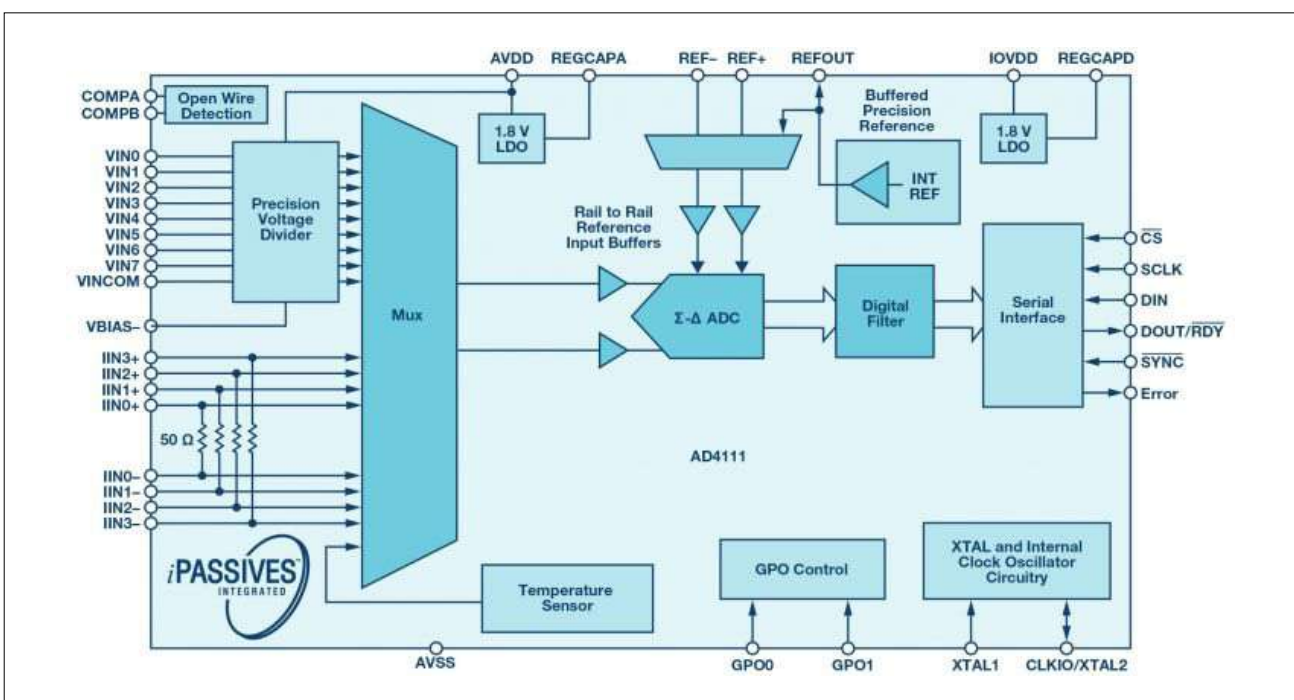 AVDD
REGCAPA
REF−
REF+
REFOUT
IOVDD
REGCAPD
COMPA
COMPB
Open Wire
Detection
1.8 V
LDO
Buffered
Precision
Reference
INT
REF
1.8 V
LDO
VIN0
VIN1
VIN2
VIN3
VIN4
VIN5
VIN6
VIN7
VINCOM
VBIAS−
Precision
Voltage
Divider
Rail to Rail
Reference
Input Buffers
Mux
Σ-Δ ADC
Digital
Filter
Serial
Interface
C̅S̅
SCLK
DIN
DOUT/R̅D̅Y̅
S̅Y̅N̅C̅
Error
IIN3+
IIN2+
IIN1+
IIN0+
50 Ω
IIN0−
IIN1−
IIN2−
IIN3−
AD4111
iPASSIVES™
INTEGRATED
Temperature
Sensor
GPO Control
XTAL and Internal
Clock Oscillator
Circuitry
AVSS
GPO0
GPO1
XTAL1
CLKIO/XTAL2